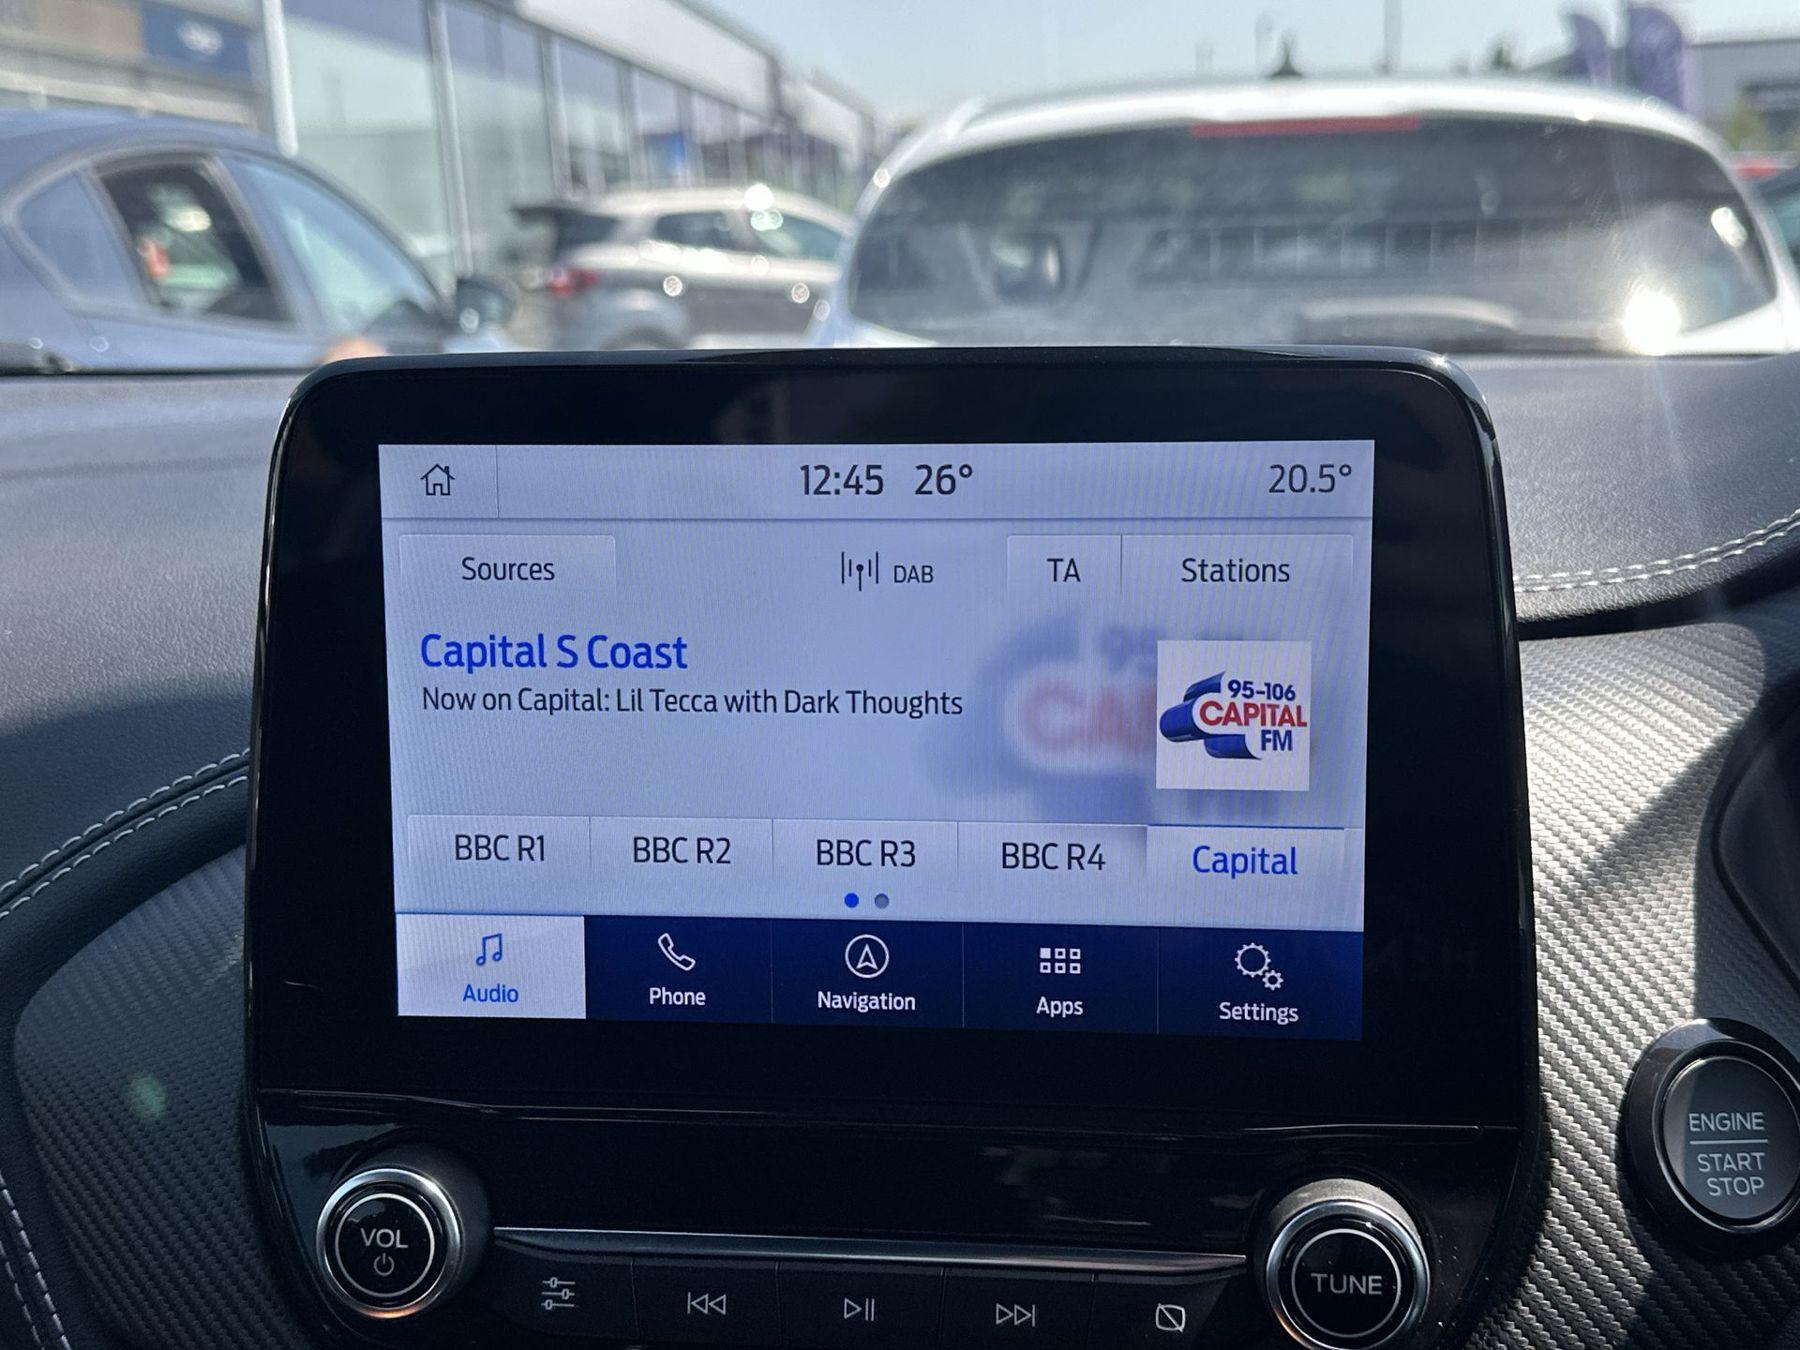 12:45 26° 20.5°
Sources DAB TA Stations
Capital S Coast
Now on Capital: Lil Tecca with Dark Thoughts
95-106
CAPITAL
FM
BBC R1 BBC R2 BBC R3 BBC R4 Capital
Audio Phone Navigation Apps Settings
ENGINE
START
STOP
VOL
TUNE